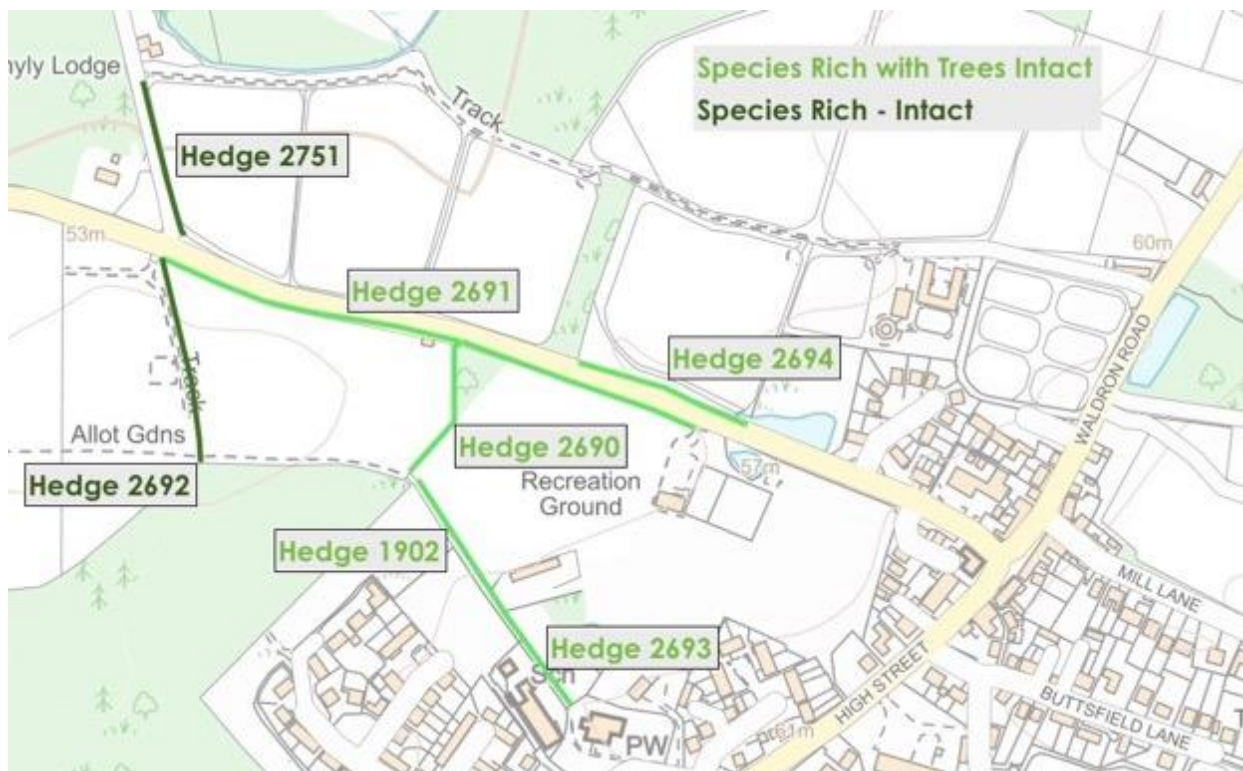 nyly Lodge
Species Rich with Trees Intact
Species Rich - Intact
Track
Hedge 2751
53m
60m
Hedge 2691
Hedge 2694
WALDRON ROAD
Track
Allot Gdns
Hedge 2690
57m
Hedge 2692
Recreation
Ground
Hedge 1902
MILL LANE
Hedge 2693
Sch
HIGH STREET
BUTTSFIELD LANE
PW
61m